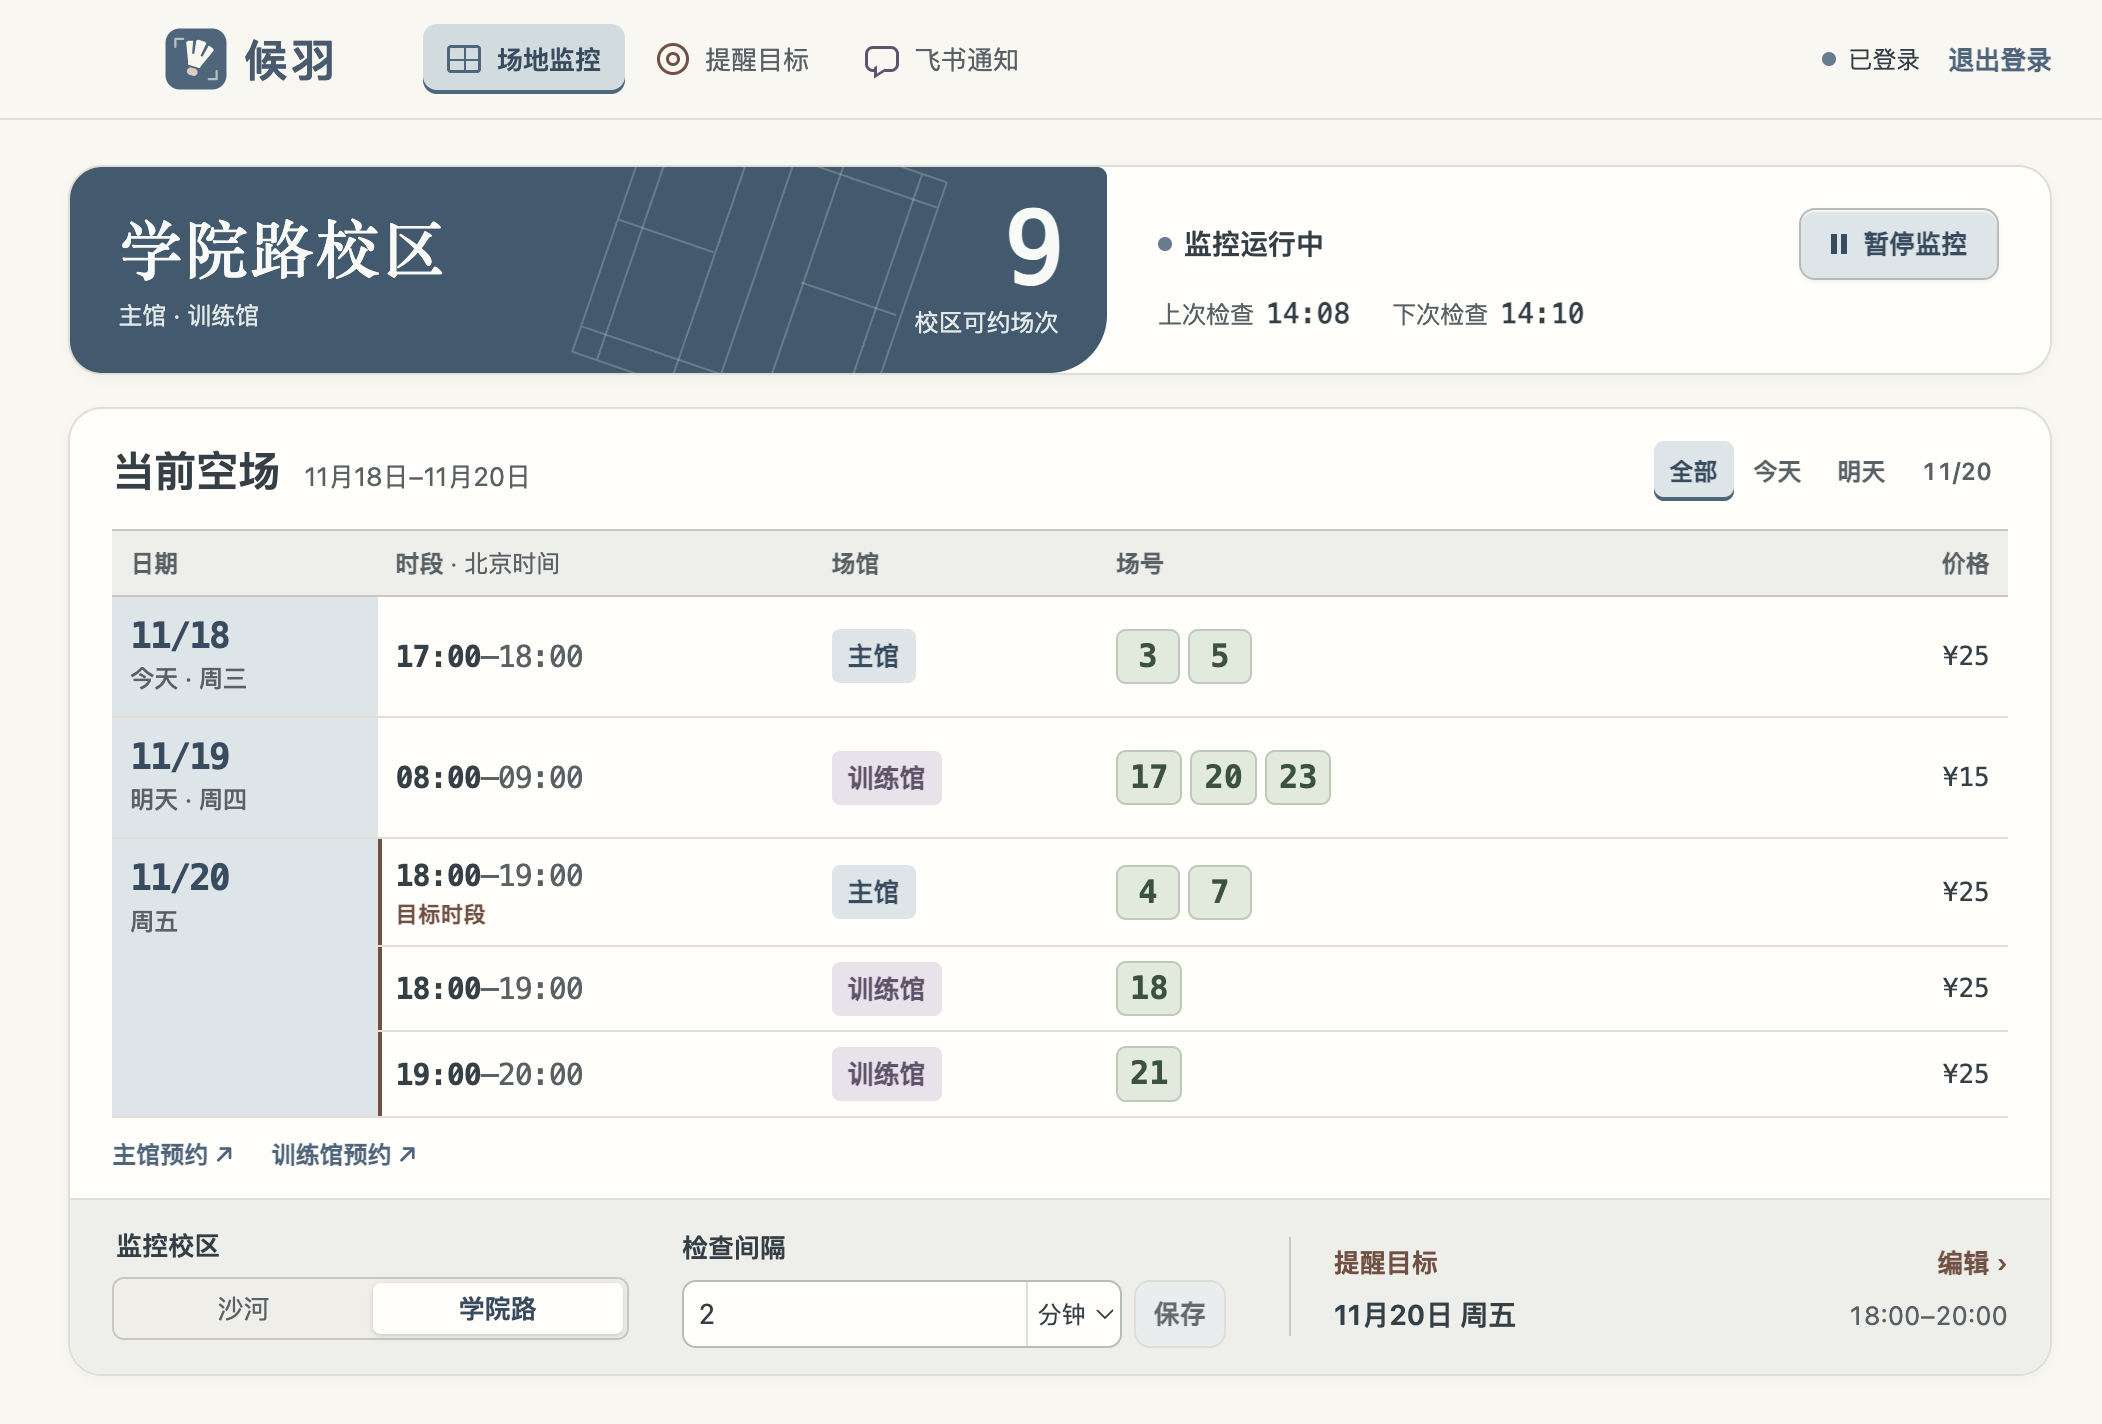 候羽
场地监控
提醒目标
飞书通知
已登录
退出登录
学院路校区
主馆 · 训练馆
9
校区可约场次
监控运行中
暂停监控
上次检查 14:08 下次检查 14:10
当前空场 11月18日–11月20日
全部 今天 明天 11/20
日期 时段 · 北京时间 场馆 场号 价格
11/18
今天 · 周三
17:00–18:00 主馆 3 5 ¥25
11/19
明天 · 周四
08:00–09:00 训练馆 17 20 23 ¥15
11/20
周五
18:00–19:00
目标时段
主馆 4 7 ¥25
18:00–19:00 训练馆 18 ¥25
19:00–20:00 训练馆 21 ¥25
主馆预约 ↗ 训练馆预约 ↗
监控校区
沙河 学院路
检查间隔
2 分钟 保存
提醒目标 编辑 ›
11月20日 周五 18:00–20:00